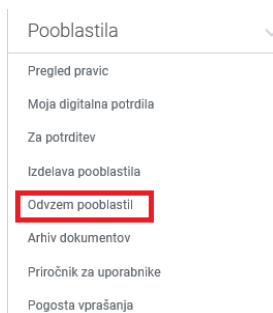 Pooblastila
Pregled pravic
Moja digitalna potrdila
Za potrditev
Izdelava pooblastila
Odvzem pooblastil
Arhiv dokumentov
Priročnik za uporabnike
Pogosta vprašanja